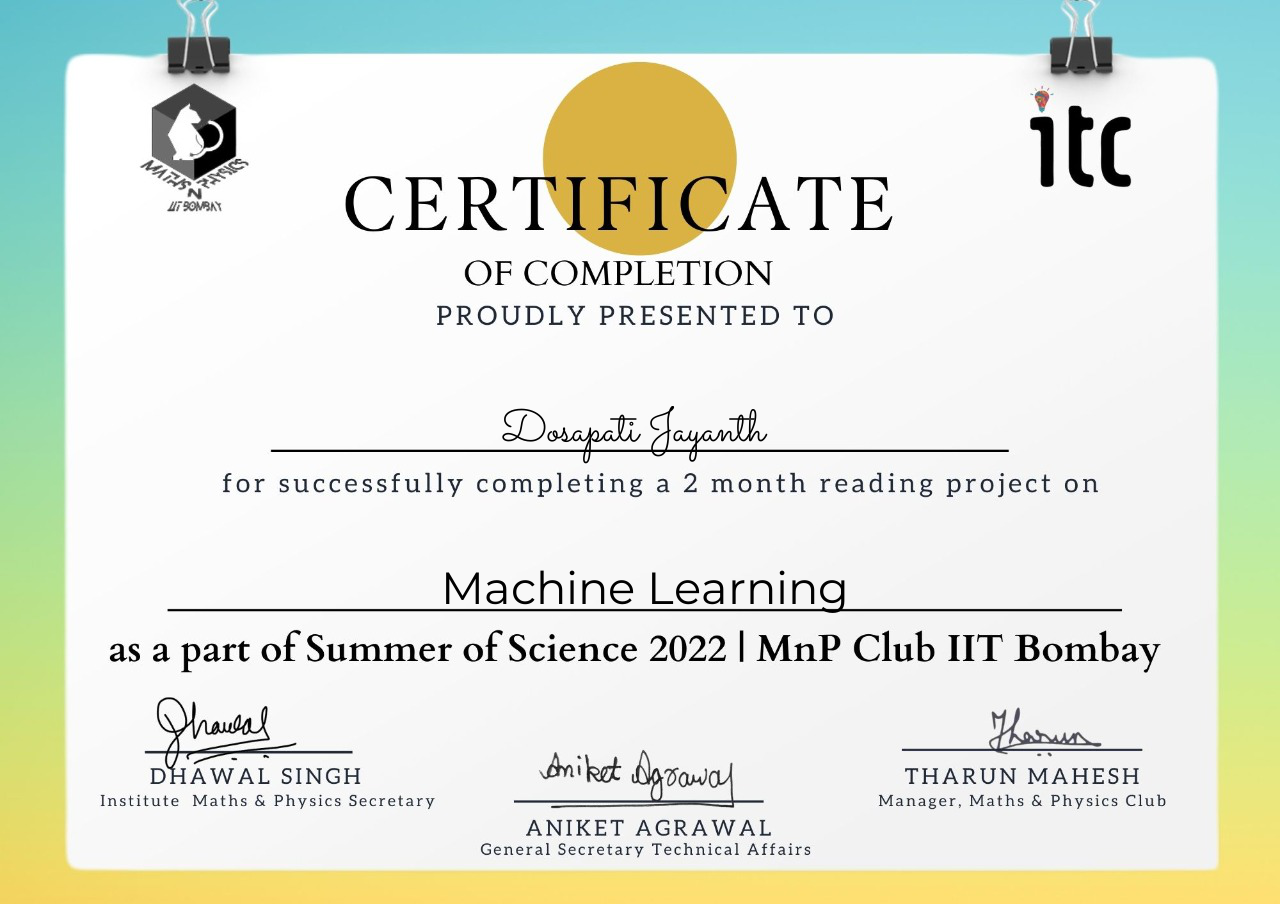 MATHS N PHYSICS
IIT BOMBAY
itc
CERTIFICATE
OF COMPLETION
PROUDLY PRESENTED TO
Dosapati Jayanth
for successfully completing a 2 month reading project on
Machine Learning
as a part of Summer of Science 2022 | MnP Club IIT Bombay
Dhawal
DHAWAL SINGH
Institute Maths & Physics Secretary
Aniket Agrawal
ANIKET AGRAWAL
General Secretary Technical Affairs
Tharun
THARUN MAHESH
Manager, Maths & Physics Club